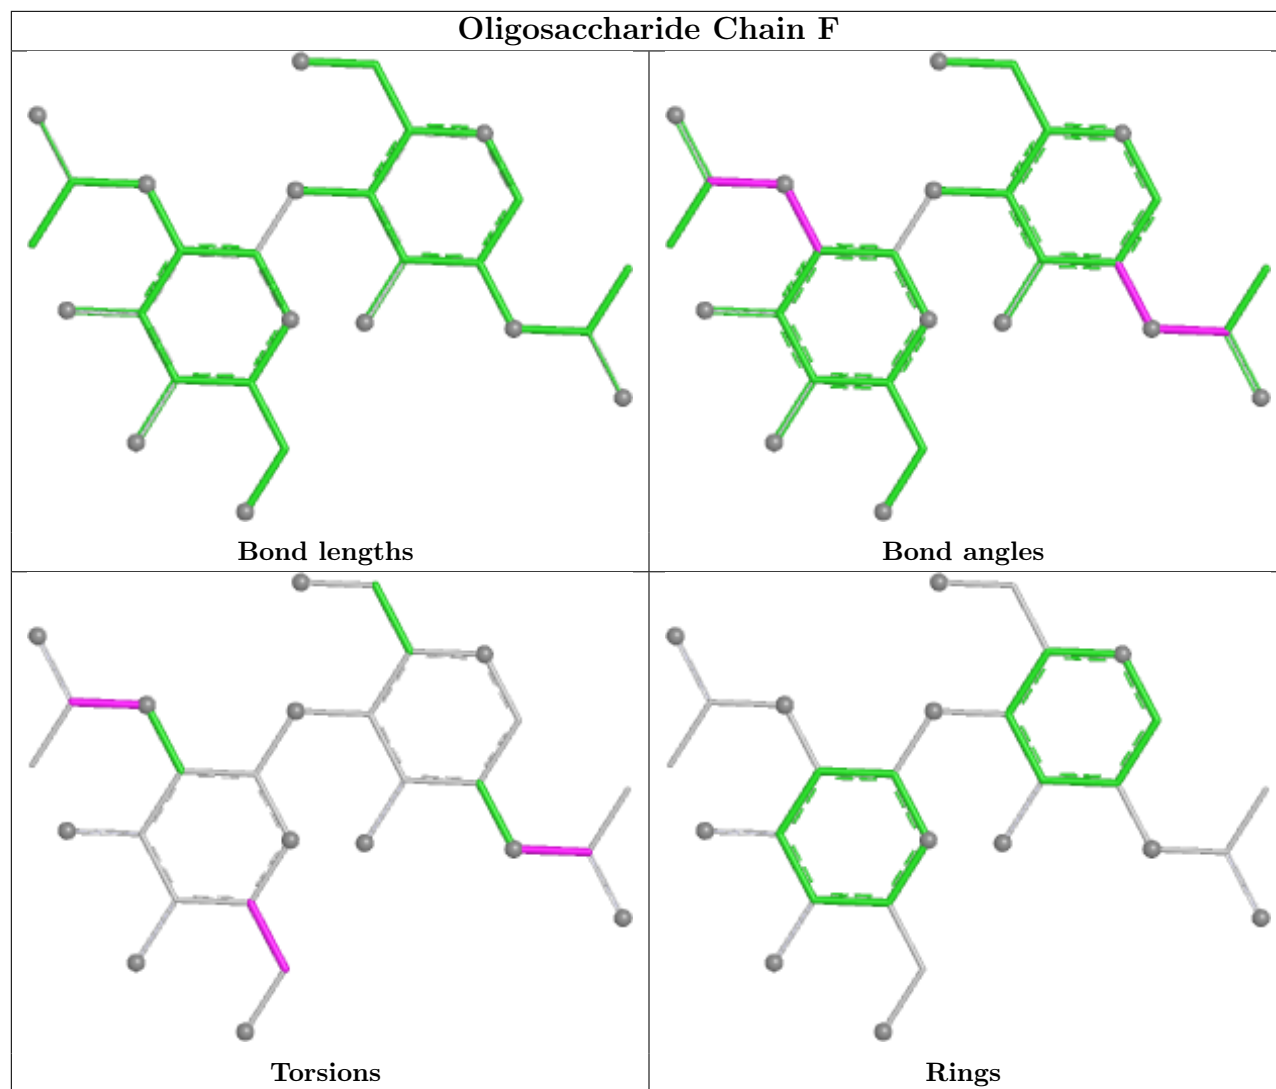 Oligosaccharide Chain F
Bond lengths
Bond angles
Torsions
Rings